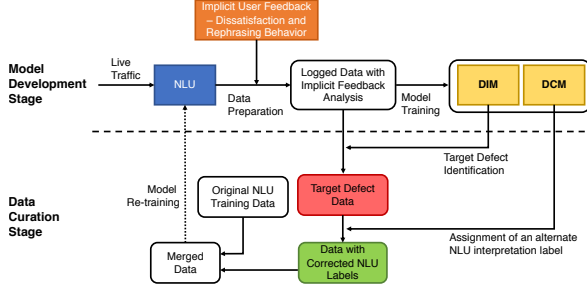 Implicit User Feedback
– Dissatisfaction and
Rephrasing Behavior
Model
Development
Stage
Live
Traffic
NLU
Data
Preparation
Logged Data with
Implicit Feedback
Analysis
Model
Training
DIM
DCM
Target Defect
Identification
Data
Curation
Stage
Model
Re-training
Original NLU
Training Data
Target Defect
Data
Assignment of an alternate
NLU interpretation label
Merged
Data
Data with
Corrected NLU
Labels